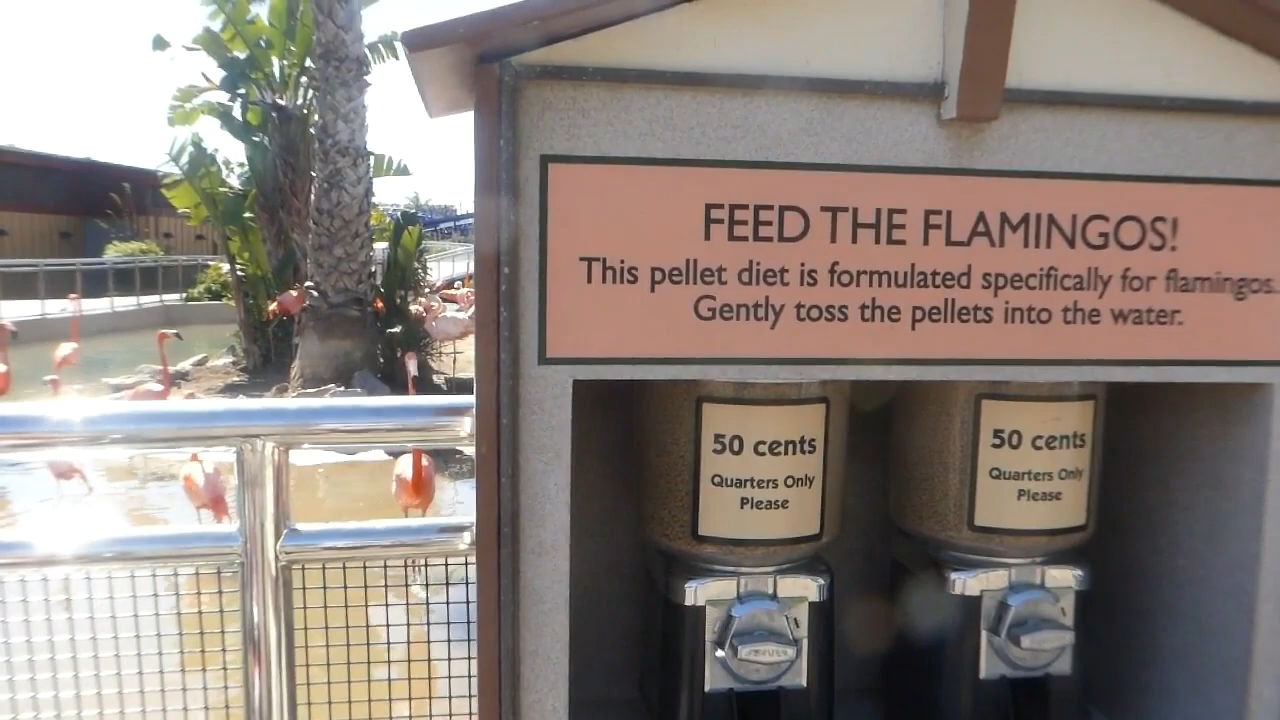 FEED THE FLAMINGOS!
This pellet diet is formulated specifically for flamingos.
Gently toss the pellets into the water.
50 cents
Quarters Only
Please
50 cents
Quarters Only
Please